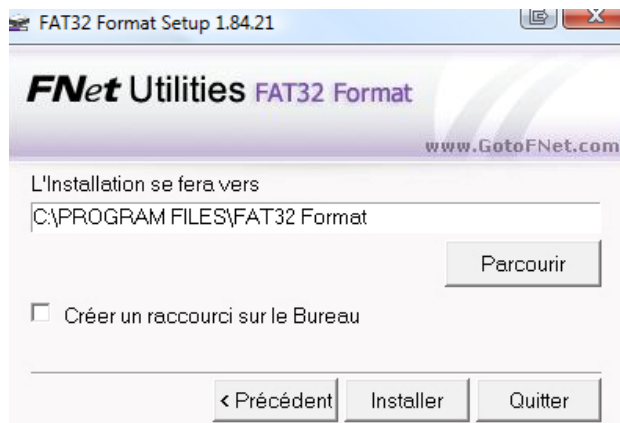 FAT32 Format Setup 1.84.21
FNet Utilities FAT32 Format
www.GotoFNet.com
L'Installation se fera vers
C:\PROGRAM FILES\FAT32 Format
Parcourir
Créer un raccourci sur le Bureau
< Précédent Installer Quitter